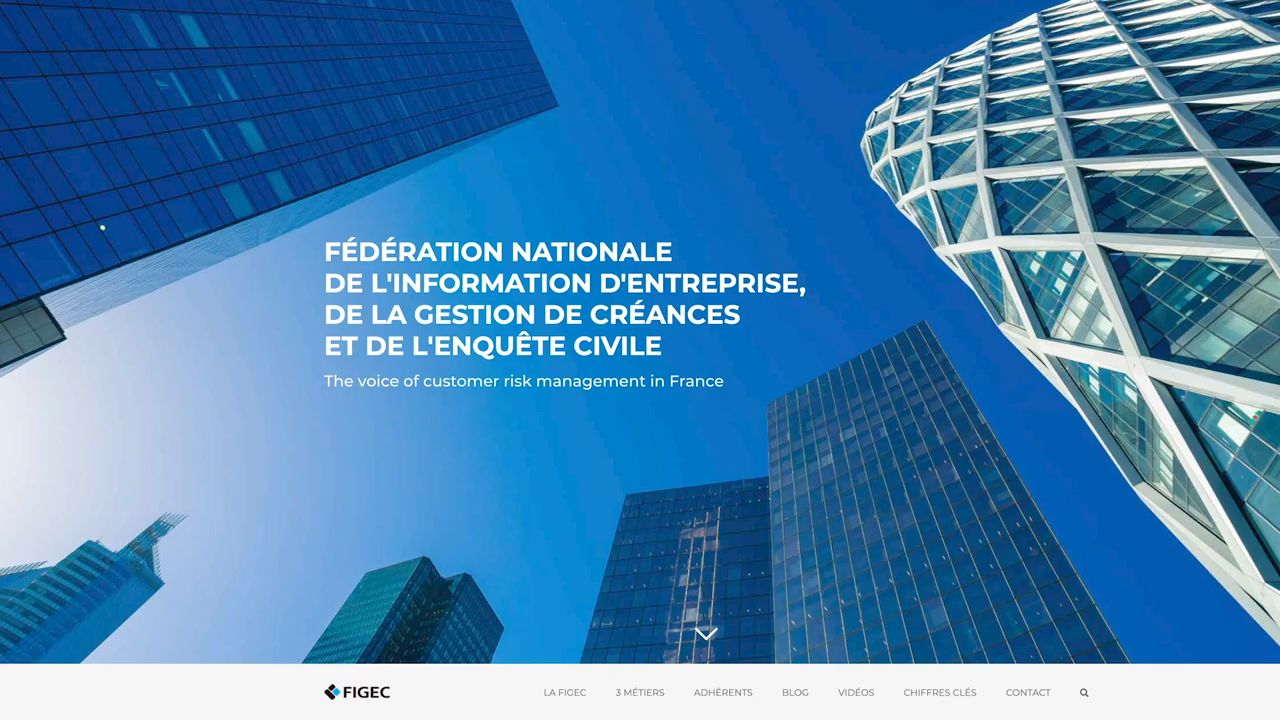 FÉDÉRATION NATIONALE
DE L'INFORMATION D'ENTREPRISE,
DE LA GESTION DE CRÉANCES
ET DE L'ENQUÊTE CIVILE
The voice of customer risk management in France
FIGEC
LA FIGEC
3 MÉTIERS
ADHÉRENTS
BLOG
VIDÉOS
CHIFFRES CLÉS
CONTACT